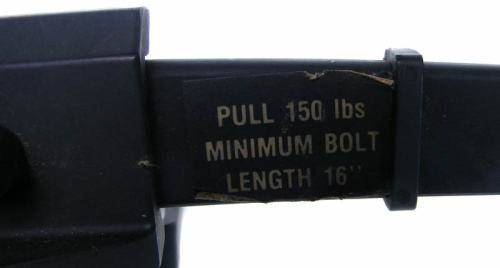 PULL 150 lbs
MINIMUM BOLT
LENGTH 16"